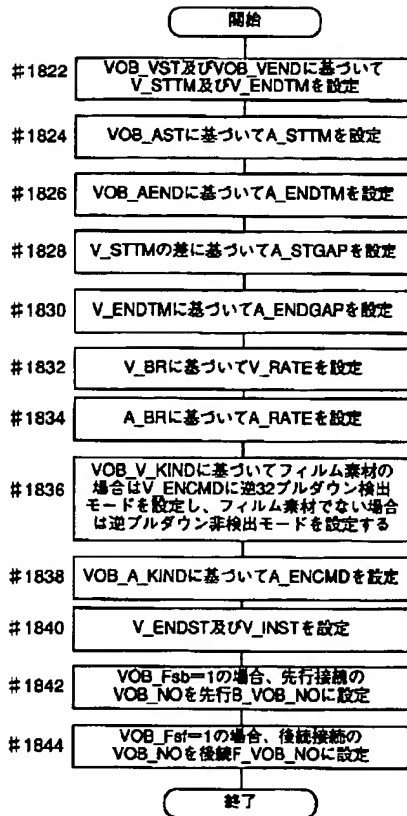 開始
#1822
VOB_VST及びVOB_VENDに基づいて
V_STTM及びV_ENDTMを設定
#1824
VOB_ASTに基づいてA_STTMを設定
#1826
VOB_AENDに基づいてA_ENDTMを設定
#1828
V_STTMの差に基づいてA_STGAPを設定
#1830
V_ENDTMに基づいてA_ENDGAPを設定
#1832
V_BRに基づいてV_RATEを設定
#1834
A_BRに基づいてA_RATEを設定
#1836
VOB_V_KINDに基づいてフィルム素材の
場合はV_ENCMDに逆32プルダウン検出
モードを設定し、フィルム素材でない場合
は逆プルダウン非検出モードを設定する
#1838
VOB_A_KINDに基づいてA_ENCMDを設定
#1840
V_ENDST及びV_INSTを設定
#1842
VOB_Fsb=1の場合、先行接続の
VOB_NOを先行B_VOB_NOに設定
#1844
VOB_Fsf=1の場合、後続接続の
VOB_NOを後続F_VOB_NOに設定
終了